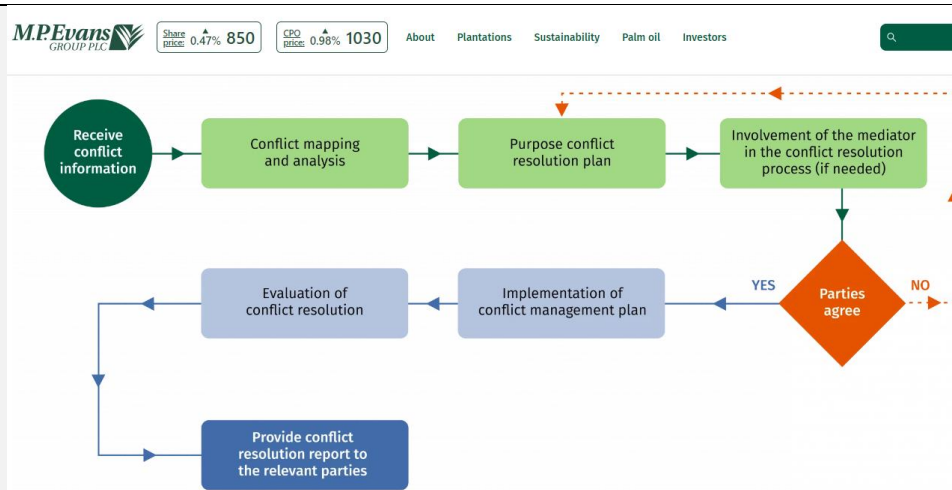 M.P.Evans
GROUP PLC
Share price: 0.47% 850
CPO price: 0.98% 1030
About Plantations Sustainability Palm oil Investors
Receive
conflict
information
Conflict mapping
and analysis
Purpose conflict
resolution plan
Involvement of the mediator
in the conflict resolution
process (if needed)
Parties
agree
YES
NO
Implementation of
conflict management plan
Evaluation of
conflict resolution
Provide conflict
resolution report to
the relevant parties